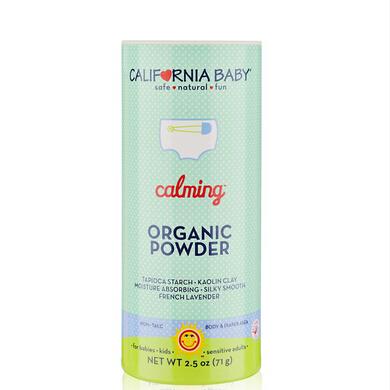 CALIFORNIA BABY®
safe • natural • fun
calming™
ORGANIC
POWDER
TAPIOCA STARCH • KAOLIN CLAY
MOISTURE ABSORBING • SILKY SMOOTH
FRENCH LAVENDER
NON-TALC BODY & DIAPER AREA
• for babies • kids • sensitive adults •
NET WT 2.5 OZ (71 g)